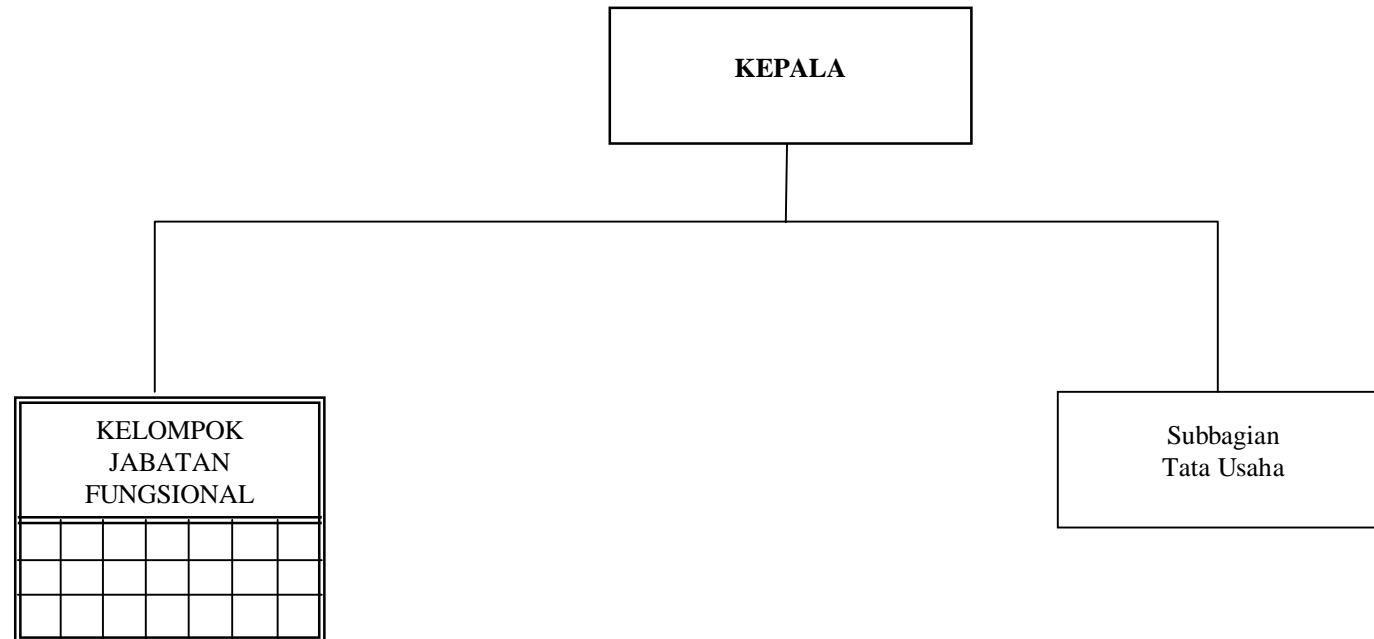 KEPALA
KELOMPOK
JABATAN
FUNGSIONAL
Subbagian
Tata Usaha